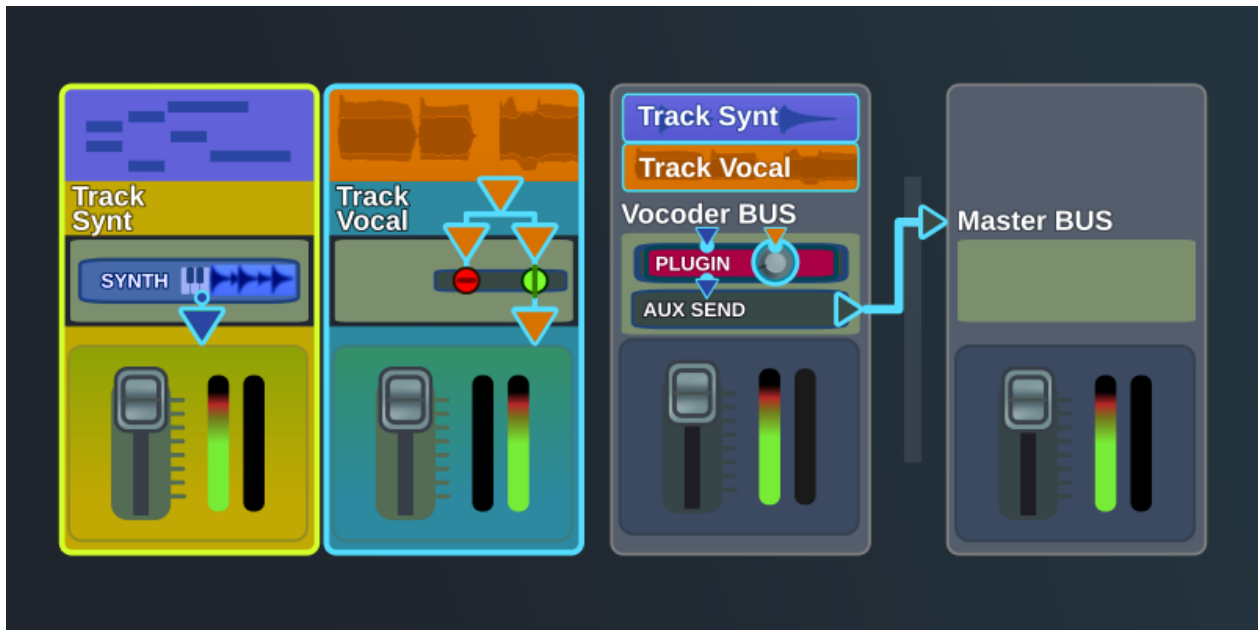 Track
Synt
SYNTH
Track
Vocal
Track Synt
Track Vocal
Vocoder BUS
PLUGIN
AUX SEND
Master BUS